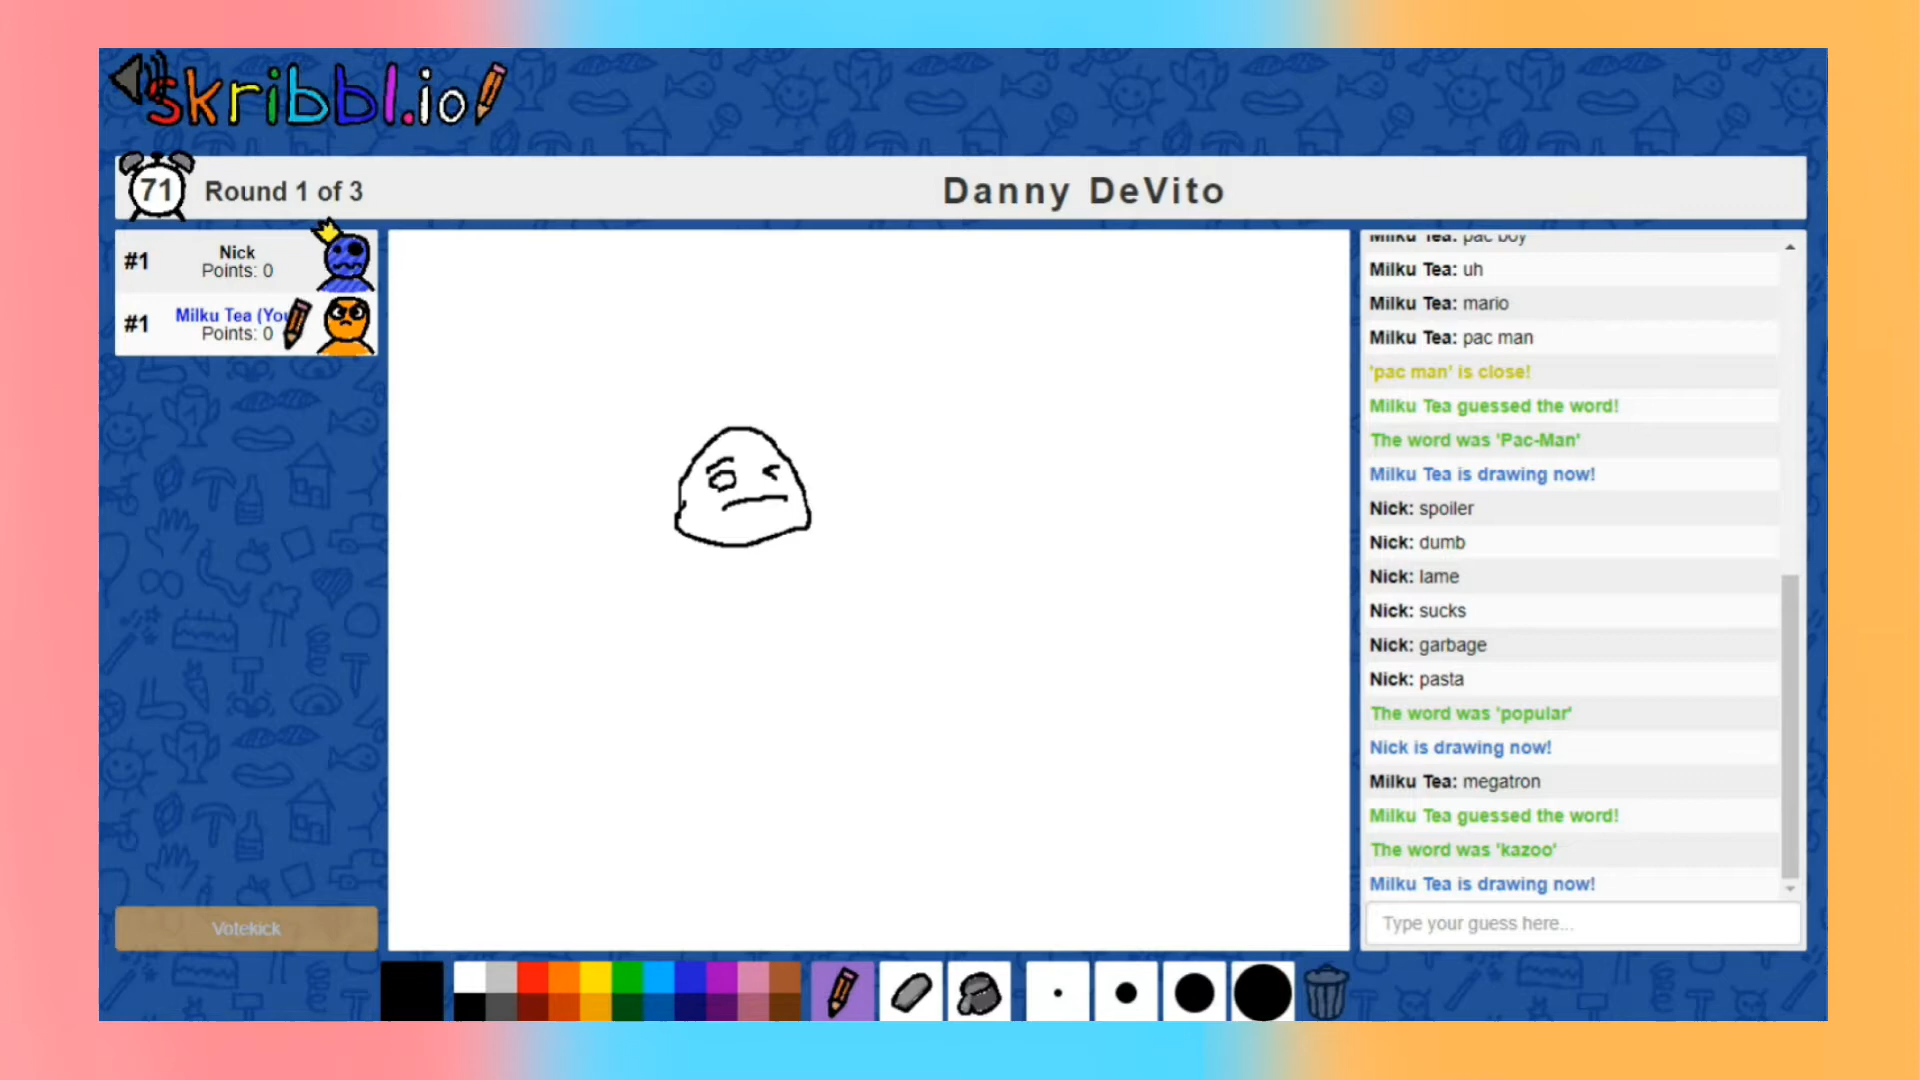 skribbl.io
71
Round 1 of 3
Danny DeVito
#1
Nick
Points: 0
#1
Milku Tea (You
Points: 0
Milku Tea: pac boy
Milku Tea: uh
Milku Tea: mario
Milku Tea: pac man
'pac man' is close!
Milku Tea guessed the word!
The word was 'Pac-Man'
Milku Tea is drawing now!
Nick: spoiler
Nick: dumb
Nick: lame
Nick: sucks
Nick: garbage
Nick: pasta
The word was 'popular'
Nick is drawing now!
Milku Tea: megatron
Milku Tea guessed the word!
The word was 'kazoo'
Milku Tea is drawing now!
Type your guess here...
Votekick